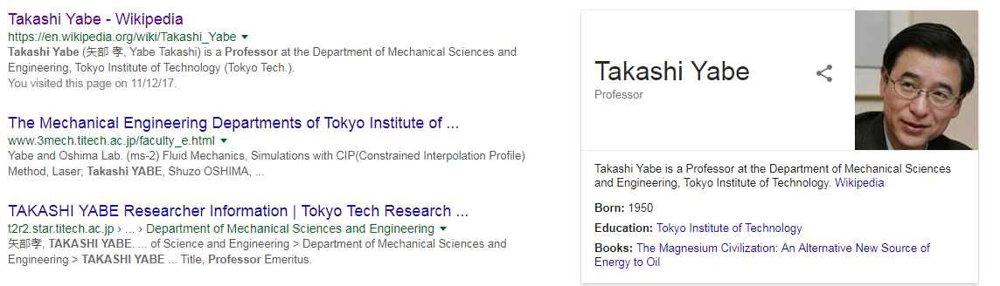 Takashi Yabe - Wikipedia
https://en.wikipedia.org/wiki/Takashi_Yabe
Takashi Yabe (矢部 孝, Yabe Takashi) is a Professor at the Department of Mechanical Sciences and
Engineering, Tokyo Institute of Technology (Tokyo Tech.).
You visited this page on 11/12/17.
The Mechanical Engineering Departments of Tokyo Institute of ...
www.3mech.titech.ac.jp/faculty_e.html
Yabe and Oshima Lab. (ms-2) Fluid Mechanics, Simulations with CIP(Constrained Interpolation Profile)
Method, Laser; Takashi YABE, Shuzo OSHIMA, ...
TAKASHI YABE Researcher Information | Tokyo Tech Research ...
t2r2.star.titech.ac.jp › ... › Department of Mechanical Sciences and Engineering
矢部孝, TAKASHI YABE. ... of Science and Engineering > Department of Mechanical Sciences and
Engineering > TAKASHI YABE ... Title, Professor Emeritus.
Takashi Yabe
Professor
Takashi Yabe is a Professor at the Department of Mechanical Sciences
and Engineering, Tokyo Institute of Technology. Wikipedia
Born: 1950
Education: Tokyo Institute of Technology
Books: The Magnesium Civilization: An Alternative New Source of
Energy to Oil